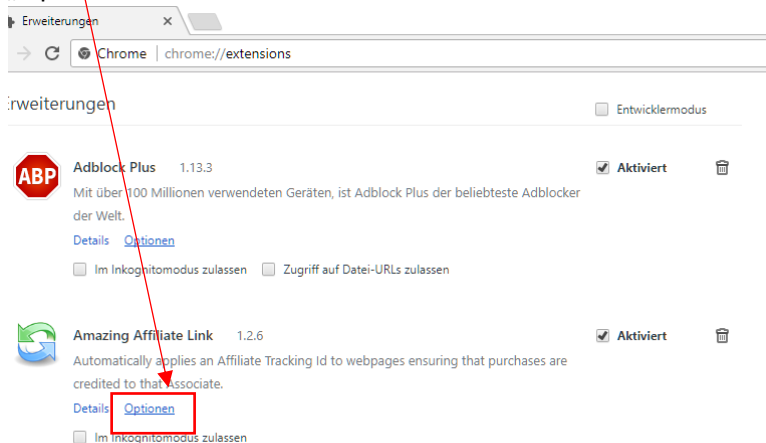 Erweiterungen
Chrome | chrome://extensions
Erweiterungen
Entwicklermodus
ABP
Adblock Plus 1.13.3
Aktiviert
Mit über 100 Millionen verwendeten Geräten, ist Adblock Plus der beliebteste Adblocker
der Welt.
Details Optionen
Im Inkognitomodus zulassen Zugriff auf Datei-URLs zulassen
Amazing Affiliate Link 1.2.6
Aktiviert
Automatically applies an Affiliate Tracking Id to webpages ensuring that purchases are
credited to that Associate.
Details Optionen
Im Inkognitomodus zulassen